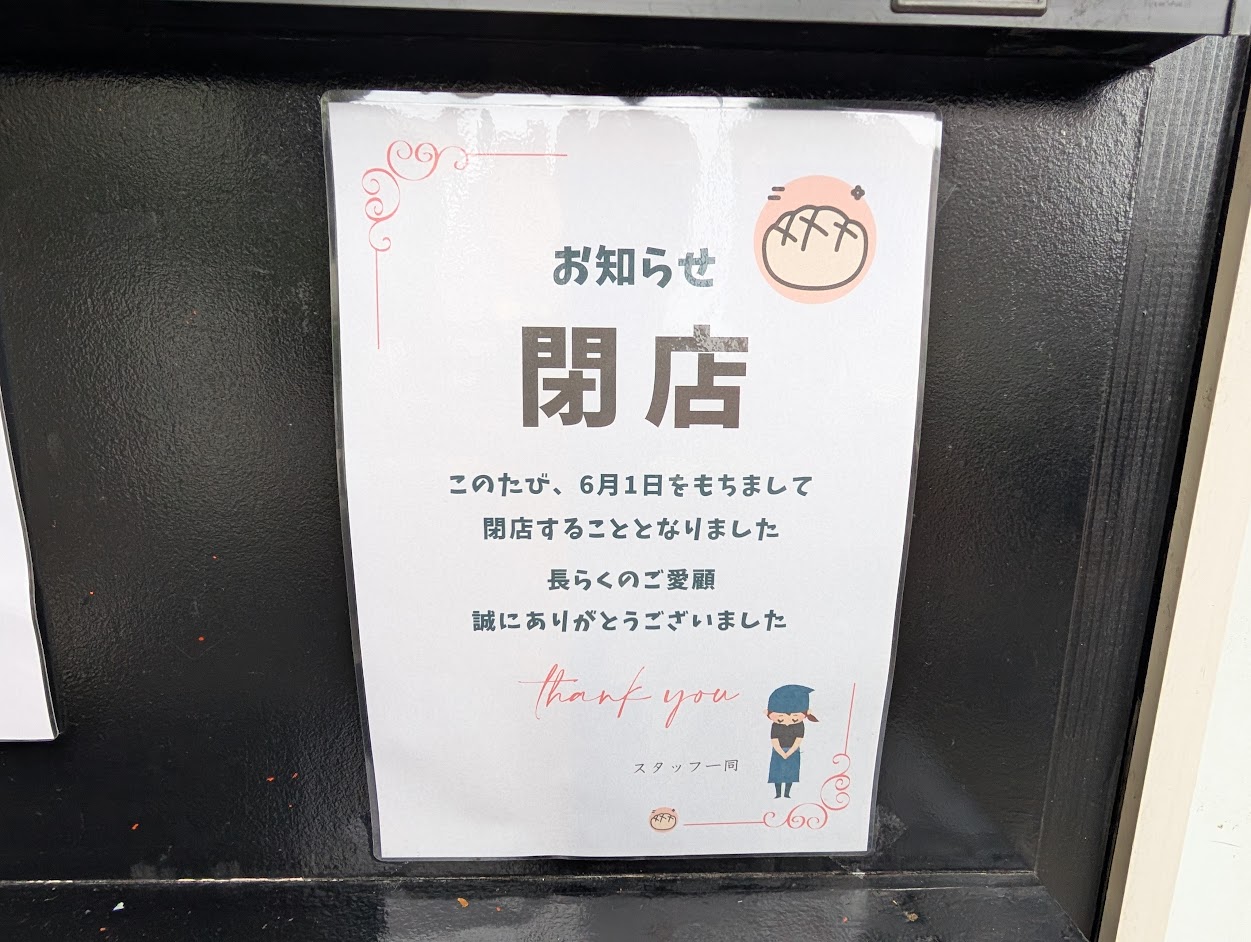 お知らせ
閉店
このたび、6月1日をもちまして
閉店することとなりました
長らくのご愛顧
誠にありがとうございました
thank you
スタッフ一同